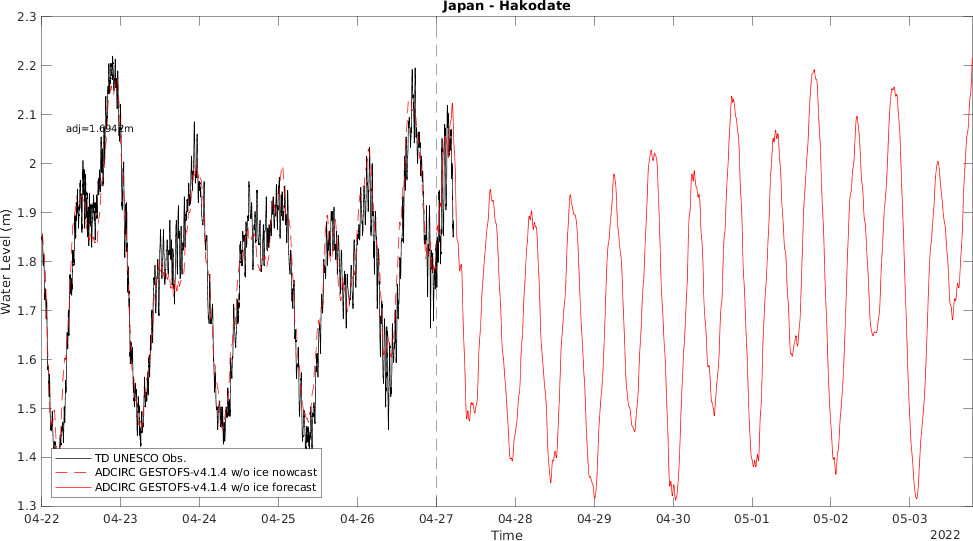 Japan - Hakodate
2.3
2.2
2.1
2
1.9
1.8
1.7
1.6
1.5
1.4
1.3
Water Level (m)
adj=1.6942m
TD UNESCO Obs.
ADCIRC GESTOFS-v4.1.4 w/o ice nowcast
ADCIRC GESTOFS-v4.1.4 w/o ice forecast
04-22 04-23 04-24 04-25 04-26 04-27 04-28 04-29 04-30 05-01 05-02 05-03
Time
2022